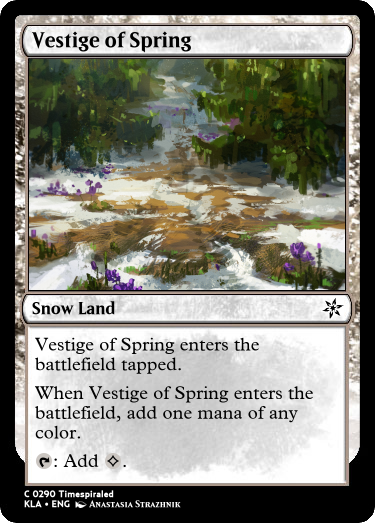 Vestige of Spring
Snow Land
Vestige of Spring enters the
battlefield tapped.
When Vestige of Spring enters the
battlefield, add one mana of any
color.
: Add .
C 0290 Timespiraled
KLA • ENG Anastasia Strazhnik